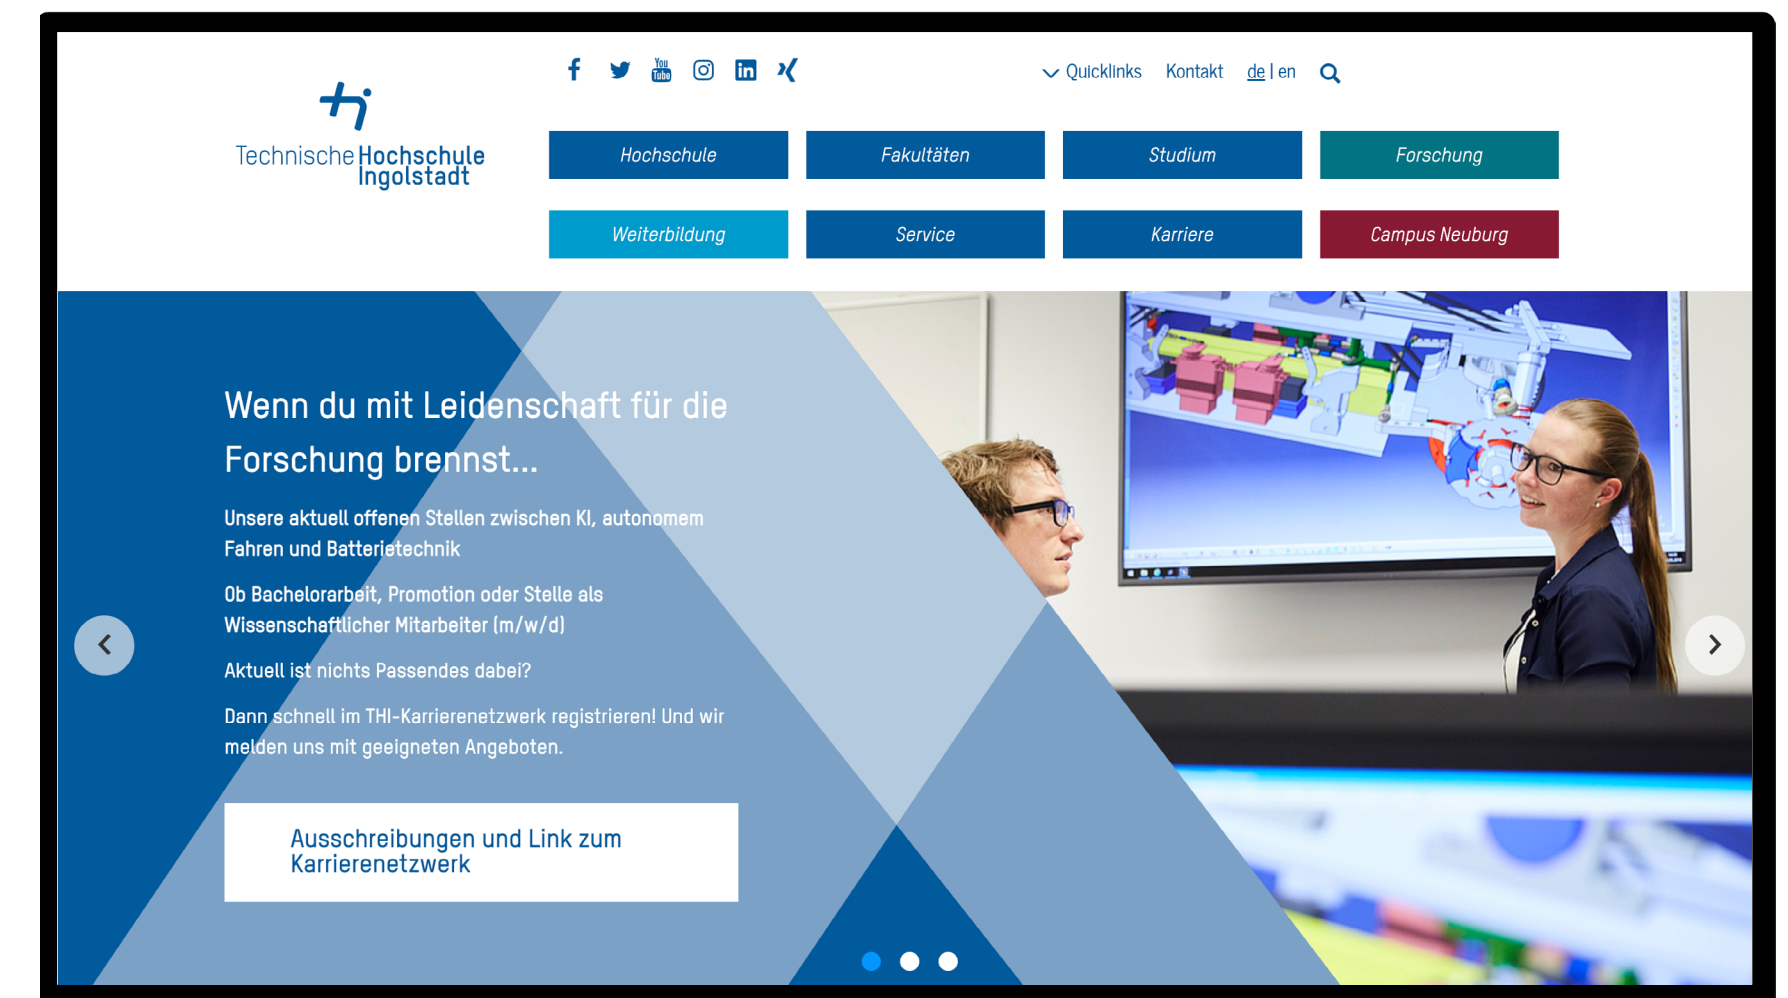 You
Tube
Quicklinks Kontakt de | en
Technische Hochschule
Ingolstadt
Hochschule Fakultäten Studium Forschung
Weiterbildung Service Karriere Campus Neuburg
Wenn du mit Leidenschaft für die
Forschung brennst...
Unsere aktuell offenen Stellen zwischen KI, autonomem
Fahren und Batterietechnik
Ob Bachelorarbeit, Promotion oder Stelle als
Wissenschaftlicher Mitarbeiter (m/w/d)
Aktuell ist nichts Passendes dabei?
Dann schnell im THI-Karrierenetzwerk registrieren! Und wir
melden uns mit geeigneten Angeboten.
Ausschreibungen und Link zum
Karrierenetzwerk